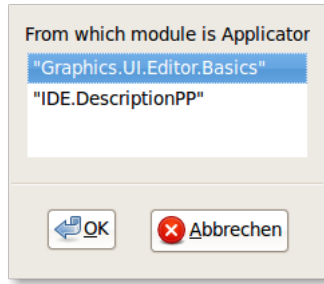 From which module is Applicator
"Graphics.UI.Editor.Basics"
"IDE.DescriptionPP"
OK
Abbrechen